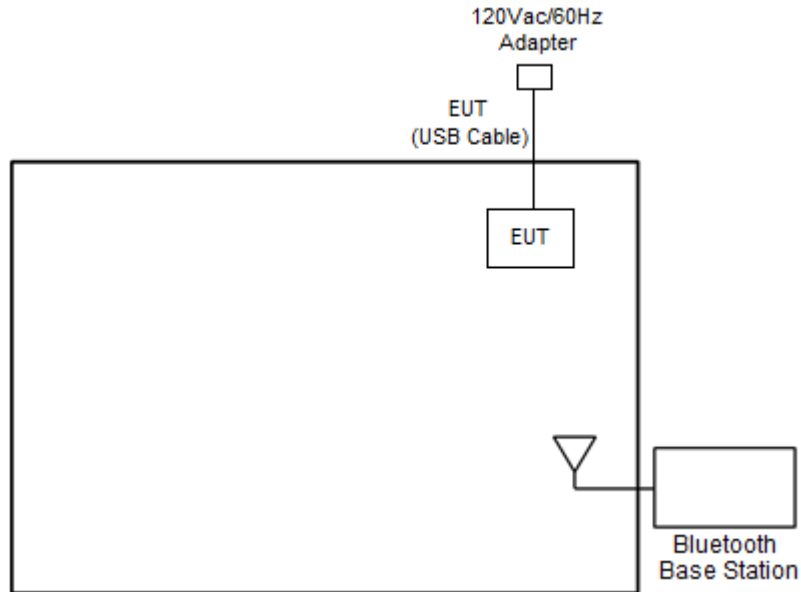 120Vac/60Hz
Adapter
EUT
(USB Cable)
EUT
Bluetooth
Base Station